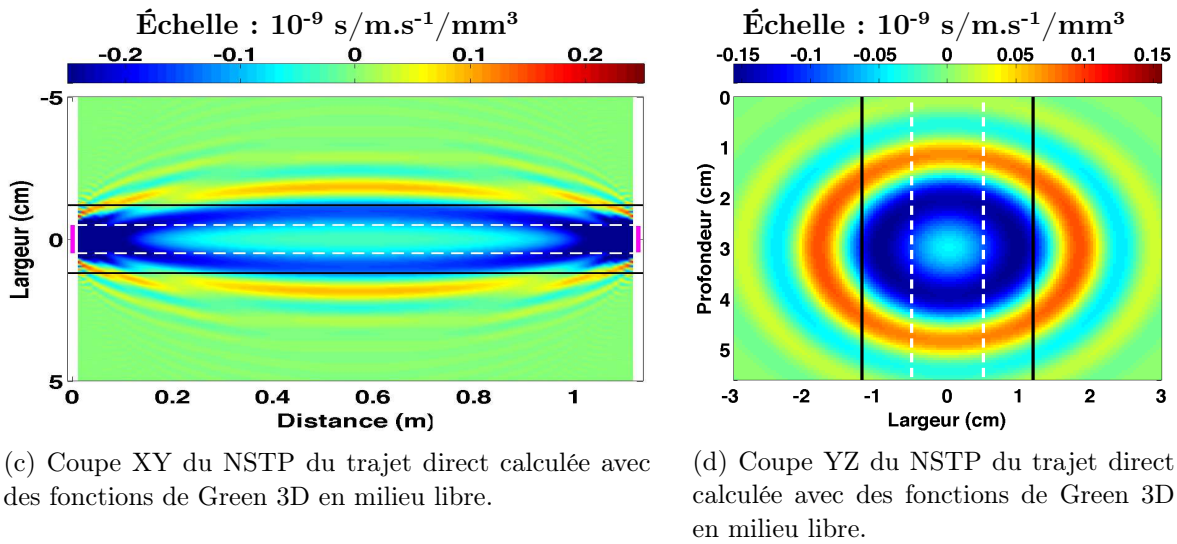 Échelle : 10⁻⁹ s/m.s⁻¹/mm³
-0.2 -0.1 0 0.1 0.2
-5
0
5
Largeur (cm)
0 0.2 0.4 0.6 0.8 1
Distance (m)
(c) Coupe XY du NSTP du trajet direct calculée avec
des fonctions de Green 3D en milieu libre.
Échelle : 10⁻⁹ s/m.s⁻¹/mm³
-0.15 -0.1 -0.05 0 0.05 0.1 0.15
0
1
2
3
4
5
Profondeur (cm)
-3 -2 -1 0 1 2 3
Largeur (cm)
(d) Coupe YZ du NSTP du trajet direct
calculée avec des fonctions de Green 3D
en milieu libre.